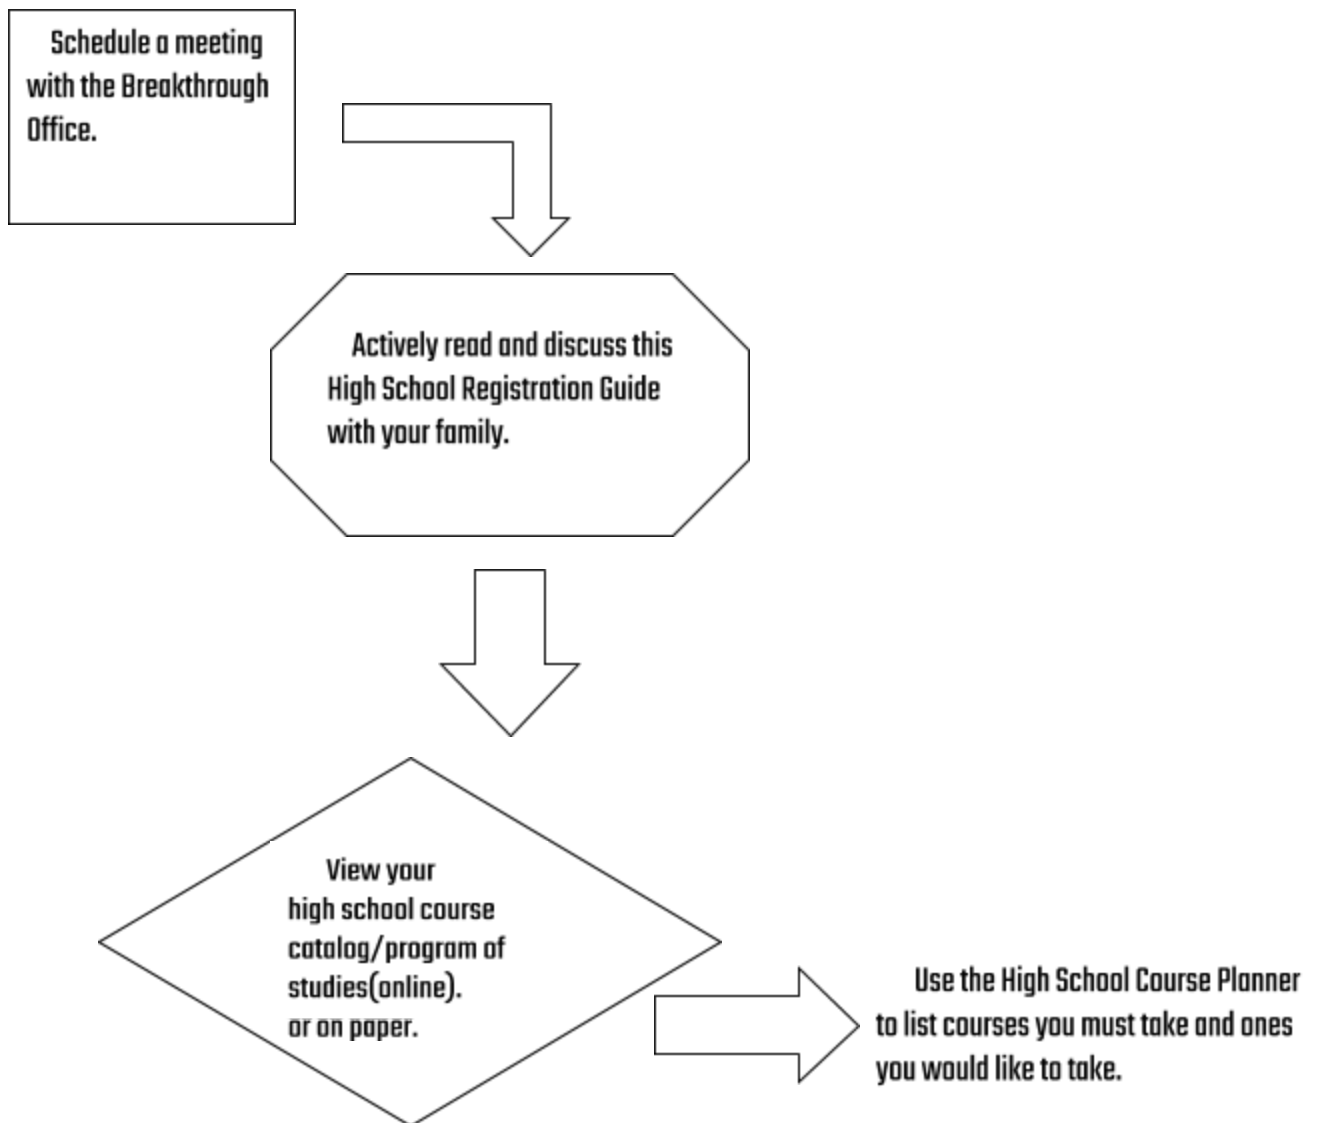 Schedule a meeting
with the Breakthrough
Office.
Actively read and discuss this
High School Registration Guide
with your family.
View your
high school course
catalog/program of
studies(online).
or on paper.
Use the High School Course Planner
to list courses you must take and ones
you would like to take.